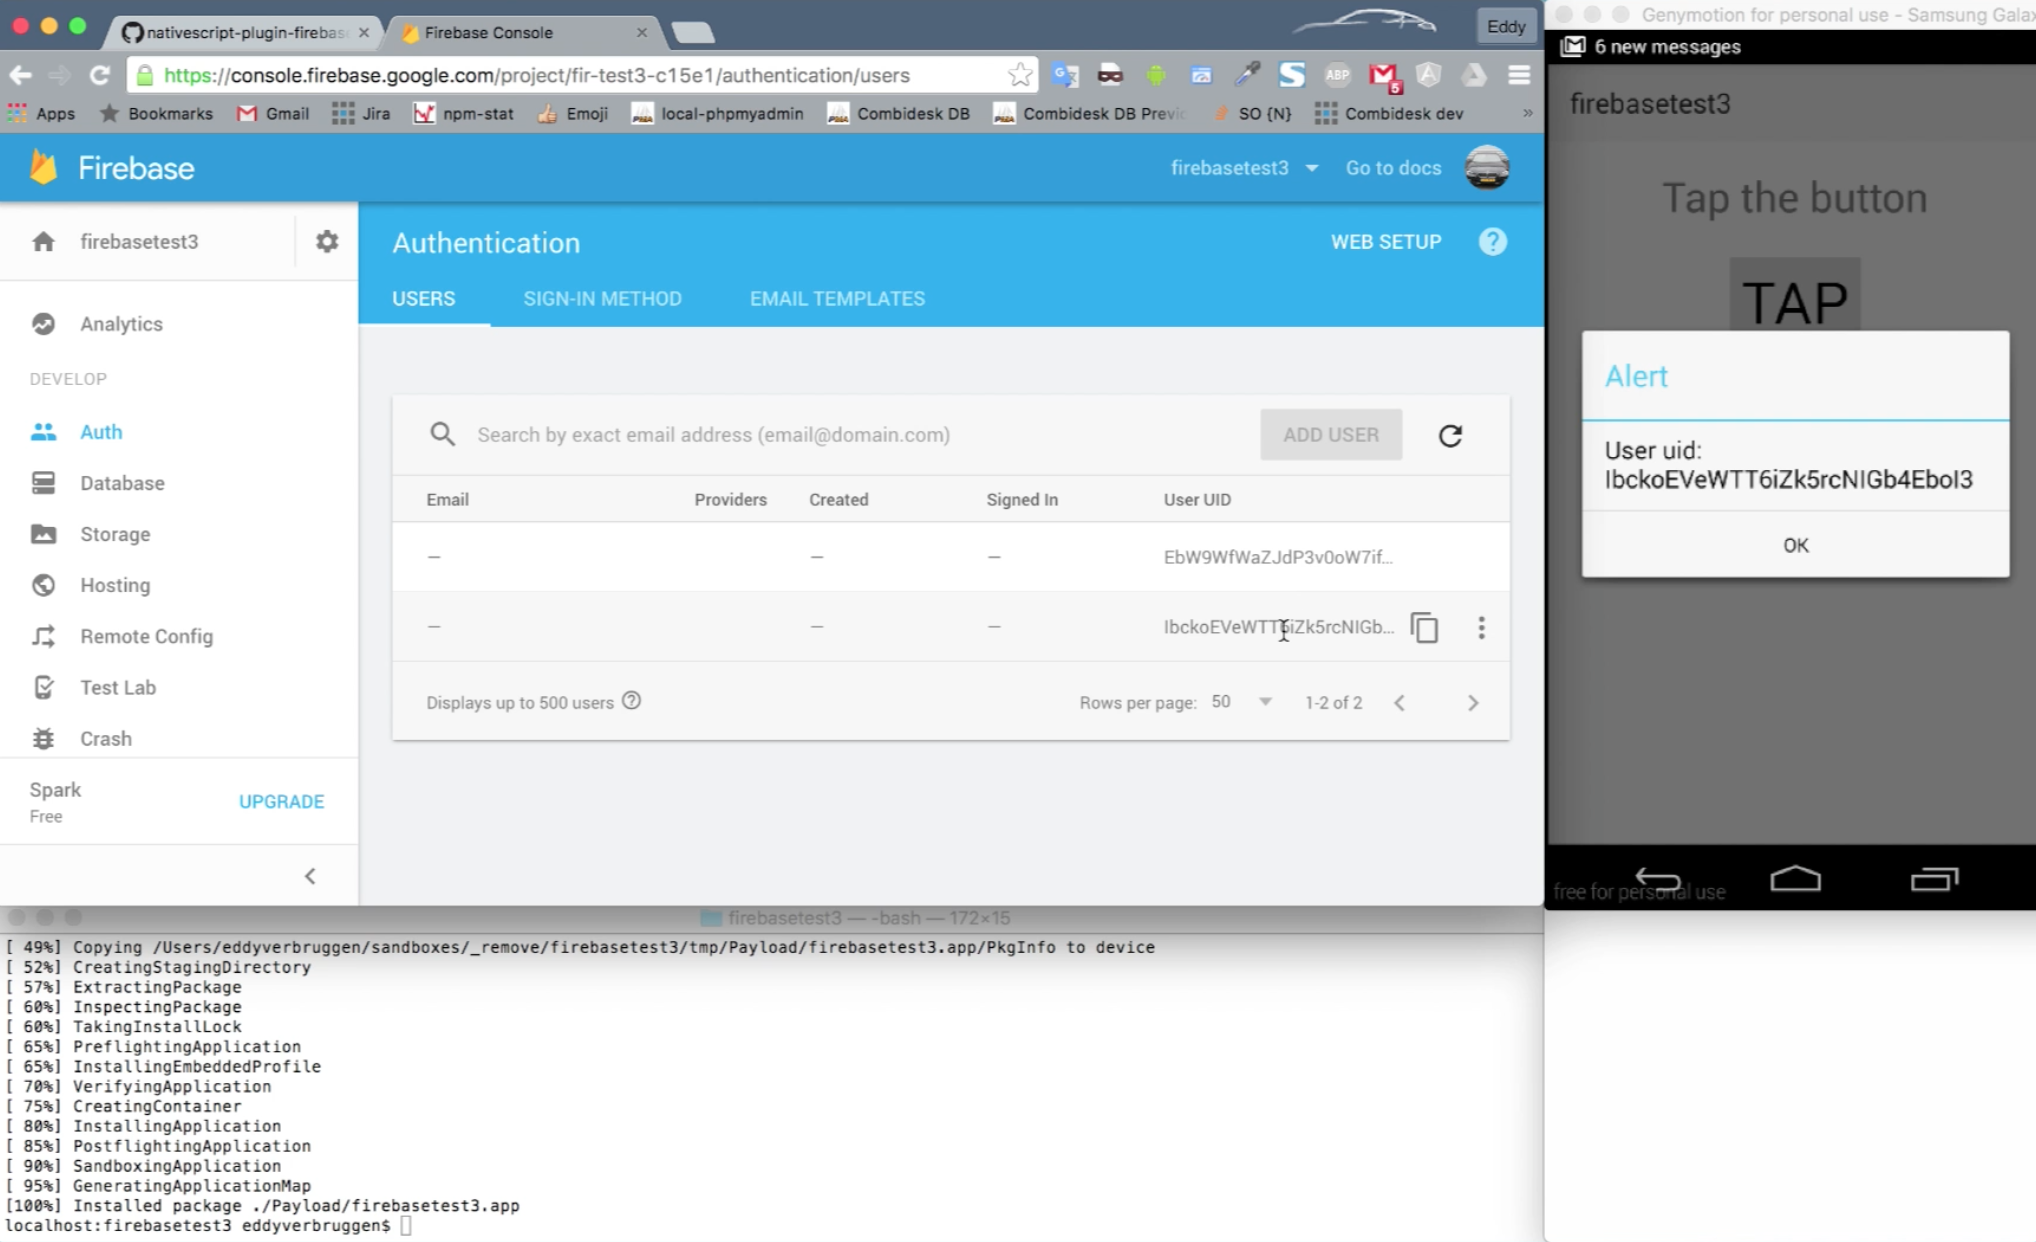 nativescript-plugin-firebas
Firebase Console
Eddy
https://console.firebase.google.com/project/fir-test3-c15e1/authentication/users
ABP
5
Apps
Bookmarks
Gmail
Jira
npm-stat
Emoji
local-phpmyadmin
Combidesk DB
Combidesk DB Previ
SO {N}
Combidesk dev
»
Firebase
firebasetest3
Go to docs
firebasetest3
Authentication
WEB SETUP
USERS
SIGN-IN METHOD
EMAIL TEMPLATES
Analytics
DEVELOP
Auth
Database
Storage
Hosting
Remote Config
Test Lab
Crash
Spark
Free
UPGRADE
Search by exact email address (email@domain.com)
ADD USER
Email Providers Created Signed In User UID
– – – EbW9WfWaZJdP3v0oW7if...
– – – IbckoEVeWTT6iZk5rcNIGb...
Displays up to 500 users
Rows per page: 50
1-2 of 2
Genymotion for personal use - Samsung Galax
6 new messages
firebasetest3
Tap the button
TAP
Alert
User uid:
IbckoEVeWTT6iZk5rcNIGb4EboI3
OK
free for personal use
firebasetest3 — -bash — 172×15
[ 49%] Copying /Users/eddyverbruggen/sandboxes/_remove/firebasetest3/tmp/Payload/firebasetest3.app/PkgInfo to device
[ 52%] CreatingStagingDirectory
[ 57%] ExtractingPackage
[ 60%] InspectingPackage
[ 60%] TakingInstallLock
[ 65%] PreflightingApplication
[ 65%] InstallingEmbeddedProfile
[ 70%] VerifyingApplication
[ 75%] CreatingContainer
[ 80%] InstallingApplication
[ 85%] PostflightingApplication
[ 90%] SandboxingApplication
[ 95%] GeneratingApplicationMap
[100%] Installed package ./Payload/firebasetest3.app
localhost:firebasetest3 eddyverbruggen$